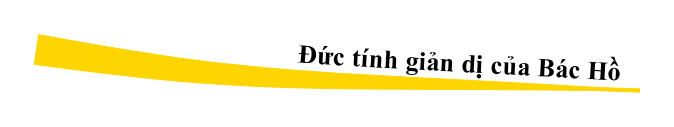 Đức tính giản dị của Bác Hồ